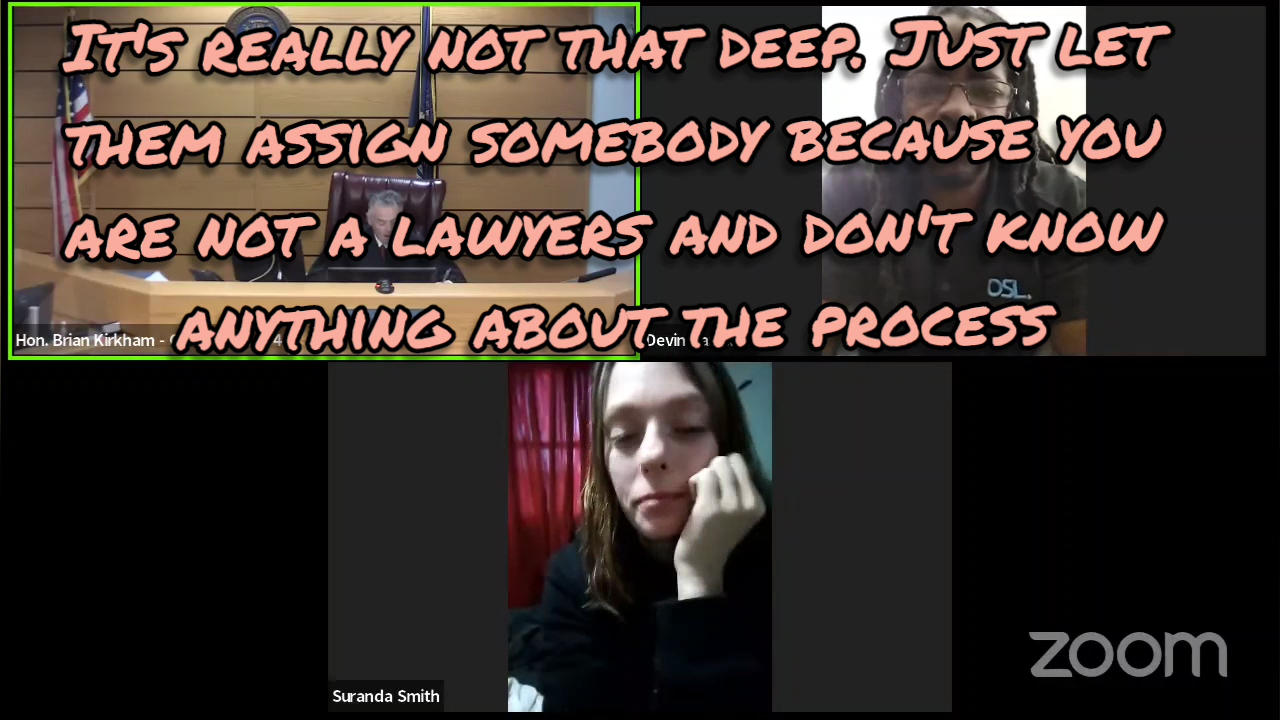 It's really not that deep. Just let
them assign somebody because you
are not a lawyers and don't know
anything about the process
Hon. Brian Kirkham -
Devin
DSL.
Suranda Smith
zoom